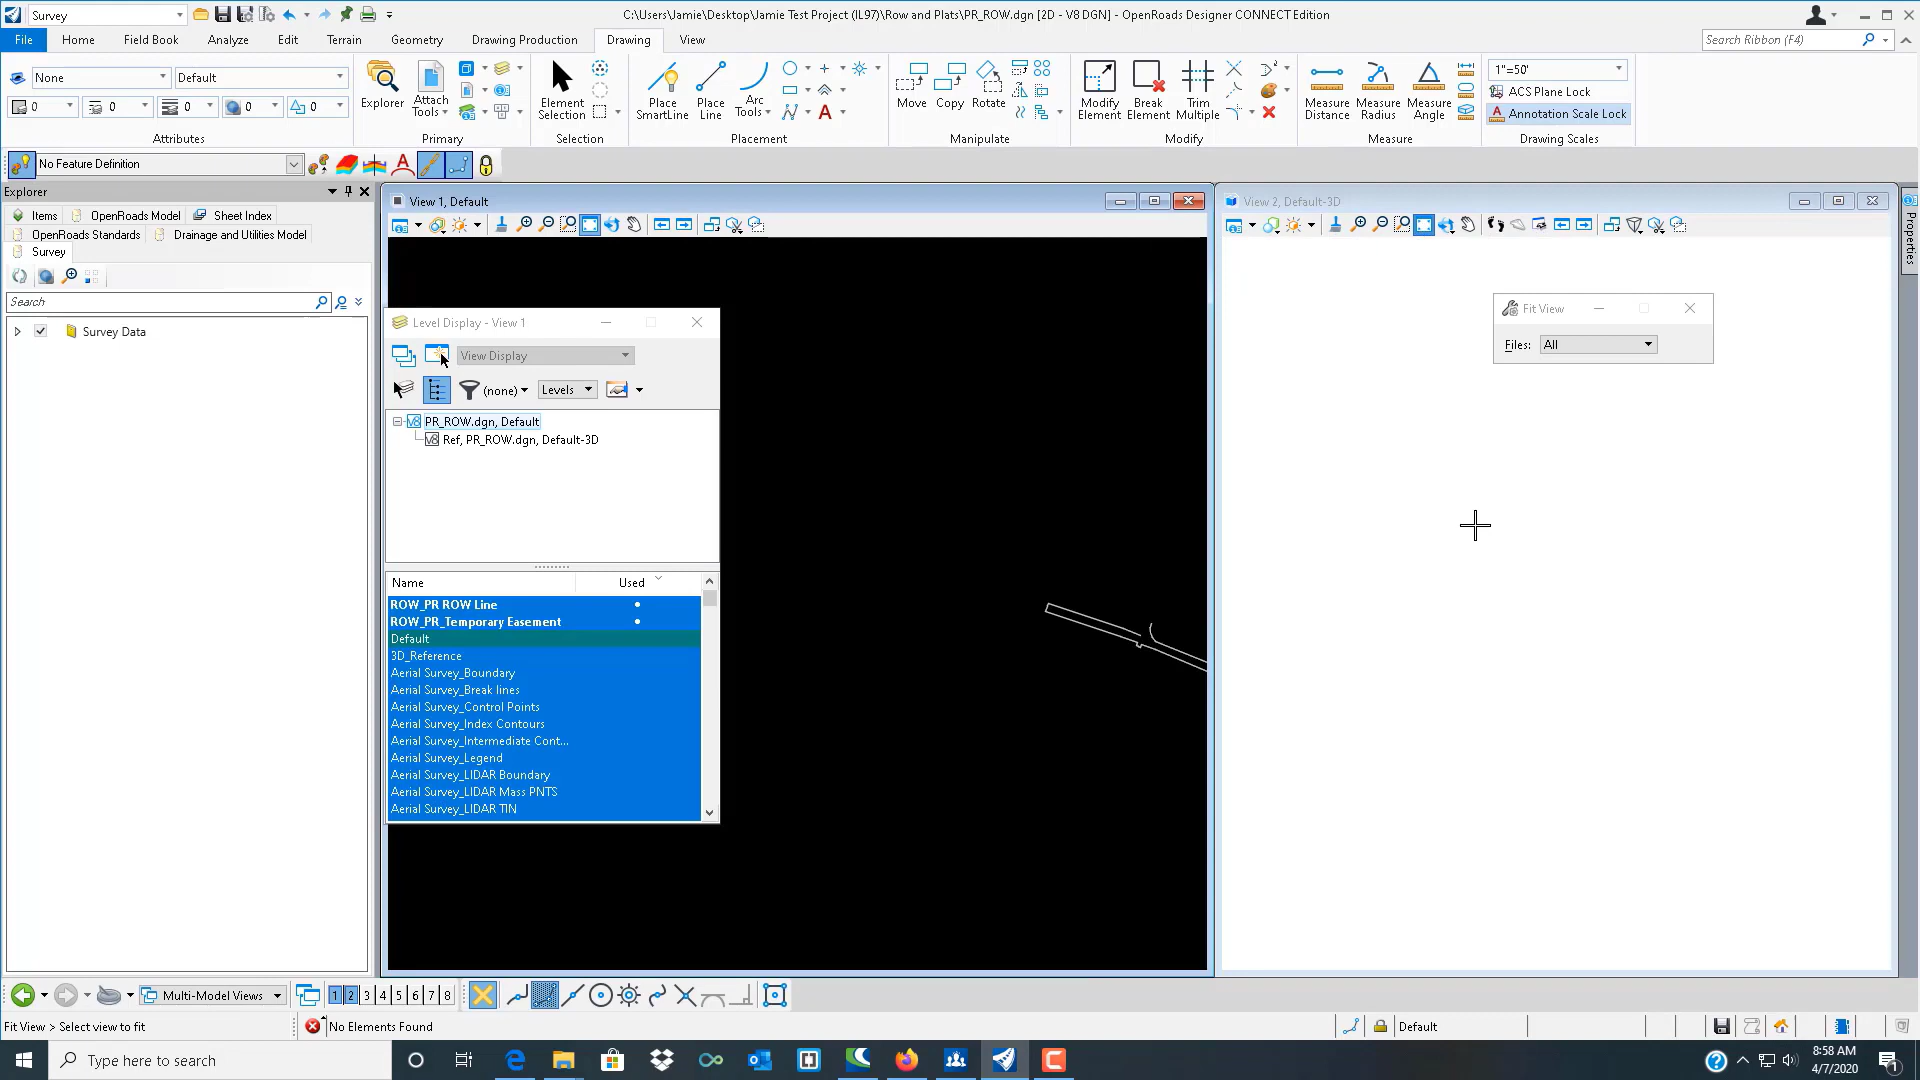 Survey
C:\Users\Jamie\Desktop\Jamie Test Project (IL97)\Row and Plats\PR_ROW.dgn [2D - V8 DGN] - OpenRoads Designer CONNECT Edition
File Home Field Book Analyze Edit Terrain Geometry Drawing Production Drawing View
Search Ribbon (F4)
None Default
0 0 0 0 0
Attributes
Explorer
Attach Tools
Primary
Element Selection
Selection
Place SmartLine
Place Line
Arc Tools
Placement
Move Copy Rotate
Manipulate
Modify Element
Break Element
Trim Multiple
Modify
Measure Distance
Measure Radius
Measure Angle
Measure
1"=50'
ACS Plane Lock
Annotation Scale Lock
Drawing Scales
No Feature Definition
Explorer
Items OpenRoads Model Sheet Index
OpenRoads Standards Drainage and Utilities Model
Survey
Search
Survey Data
View 1, Default
Level Display - View 1
View Display
(none) Levels
PR_ROW.dgn, Default
Ref, PR_ROW.dgn, Default-3D
Name Used
ROW_PR ROW Line
ROW_PR_Temporary Easement
Default
3D_Reference
Aerial Survey_Boundary
Aerial Survey_Break lines
Aerial Survey_Control Points
Aerial Survey_Index Contours
Aerial Survey_Intermediate Cont...
Aerial Survey_Legend
Aerial Survey_LIDAR Boundary
Aerial Survey_LIDAR Mass PNTS
Aerial Survey_LIDAR TIN
View 2, Default-3D
Fit View
Files: All
Properties
Multi-Model Views 1 2 3 4 5 6 7 8
Fit View > Select view to fit
No Elements Found
Default
Type here to search
8:58 AM
4/7/2020
1